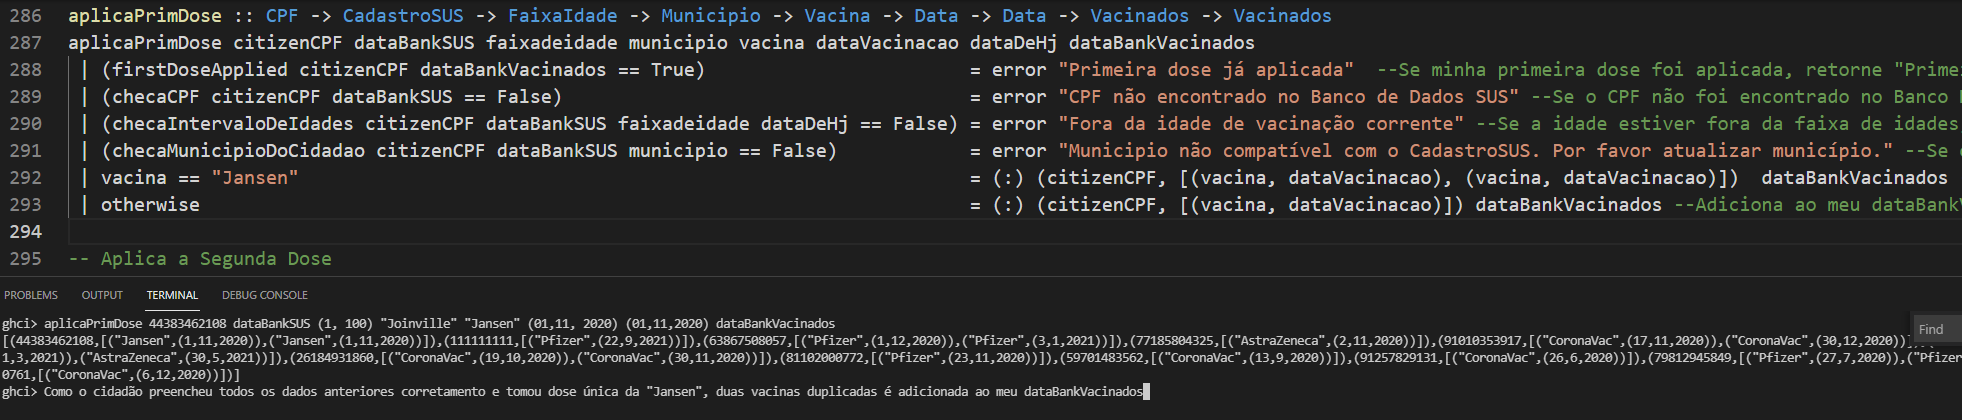 286 aplicaPrimDose :: CPF -> CadastroSUS -> FaixaIdade -> Municipio -> Vacina -> Data -> Data -> Vacinados -> Vacinados
287 aplicaPrimDose citizenCPF dataBankSUS faixadeidade municipio vacina dataVacinacao dataDeHj dataBankVacinados
288 | (firstDoseApplied citizenCPF dataBankVacinados == True) = error "Primeira dose já aplicada" --Se minha primeira dose foi aplicada, retorne "Prime
289 | (checaCPF citizenCPF dataBankSUS == False) = error "CPF não encontrado no Banco de Dados SUS" --Se o CPF não foi encontrado no Banco
290 | (checaIntervaloDeIdades citizenCPF dataBankSUS faixadeidade dataDeHj == False) = error "Fora da idade de vacinação corrente" --Se a idade estiver fora da faixa de idades,
291 | (checaMunicipioDoCidadao citizenCPF dataBankSUS municipio == False) = error "Municipio não compatível com o CadastroSUS. Por favor atualizar município." --Se
292 | vacina == "Jansen" = (:) (citizenCPF, [(vacina, dataVacinacao), (vacina, dataVacinacao)]) dataBankVacinados
293 | otherwise = (:) (citizenCPF, [(vacina, dataVacinacao)]) dataBankVacinados --Adiciona ao meu dataBank
294
295 -- Aplica a Segunda Dose
PROBLEMS OUTPUT TERMINAL DEBUG CONSOLE
ghci> aplicaPrimDose 44383462108 dataBankSUS (1, 100) "Joinville" "Jansen" (01,11, 2020) (01,11,2020) dataBankVacinados
[(44383462108,[("Jansen",(1,11,2020)),("Jansen",(1,11,2020))]),(111111111,[("Pfizer",(22,9,2021))]),(63867508057,[("Pfizer",(1,12,2020)),("Pfizer",(3,1,2021))]),(77185804325,[("AstraZeneca",(2,11,2020))]),(91010353917,[("CoronaVac",(17,11,2020)),("CoronaVac",(30,12,2020))]
Find
1,3,2021)),("AstraZeneca",(30,5,2021))]),(26184931860,[("CoronaVac",(19,10,2020)),("CoronaVac",(30,11,2020))]),(81102000772,[("Pfizer",(23,11,2020))]),(59701483562,[("CoronaVac",(13,9,2020))]),(91257829131,[("CoronaVac",(26,6,2020))]),(79812945849,[("Pfizer",(27,7,2020)),("Pfizer
0761,[("CoronaVac",(6,12,2020))])]
ghci> Como o cidadão preencheu todos os dados anteriores corretamento e tomou dose única da "Jansen", duas vacinas duplicadas é adicionada ao meu dataBankVacinados